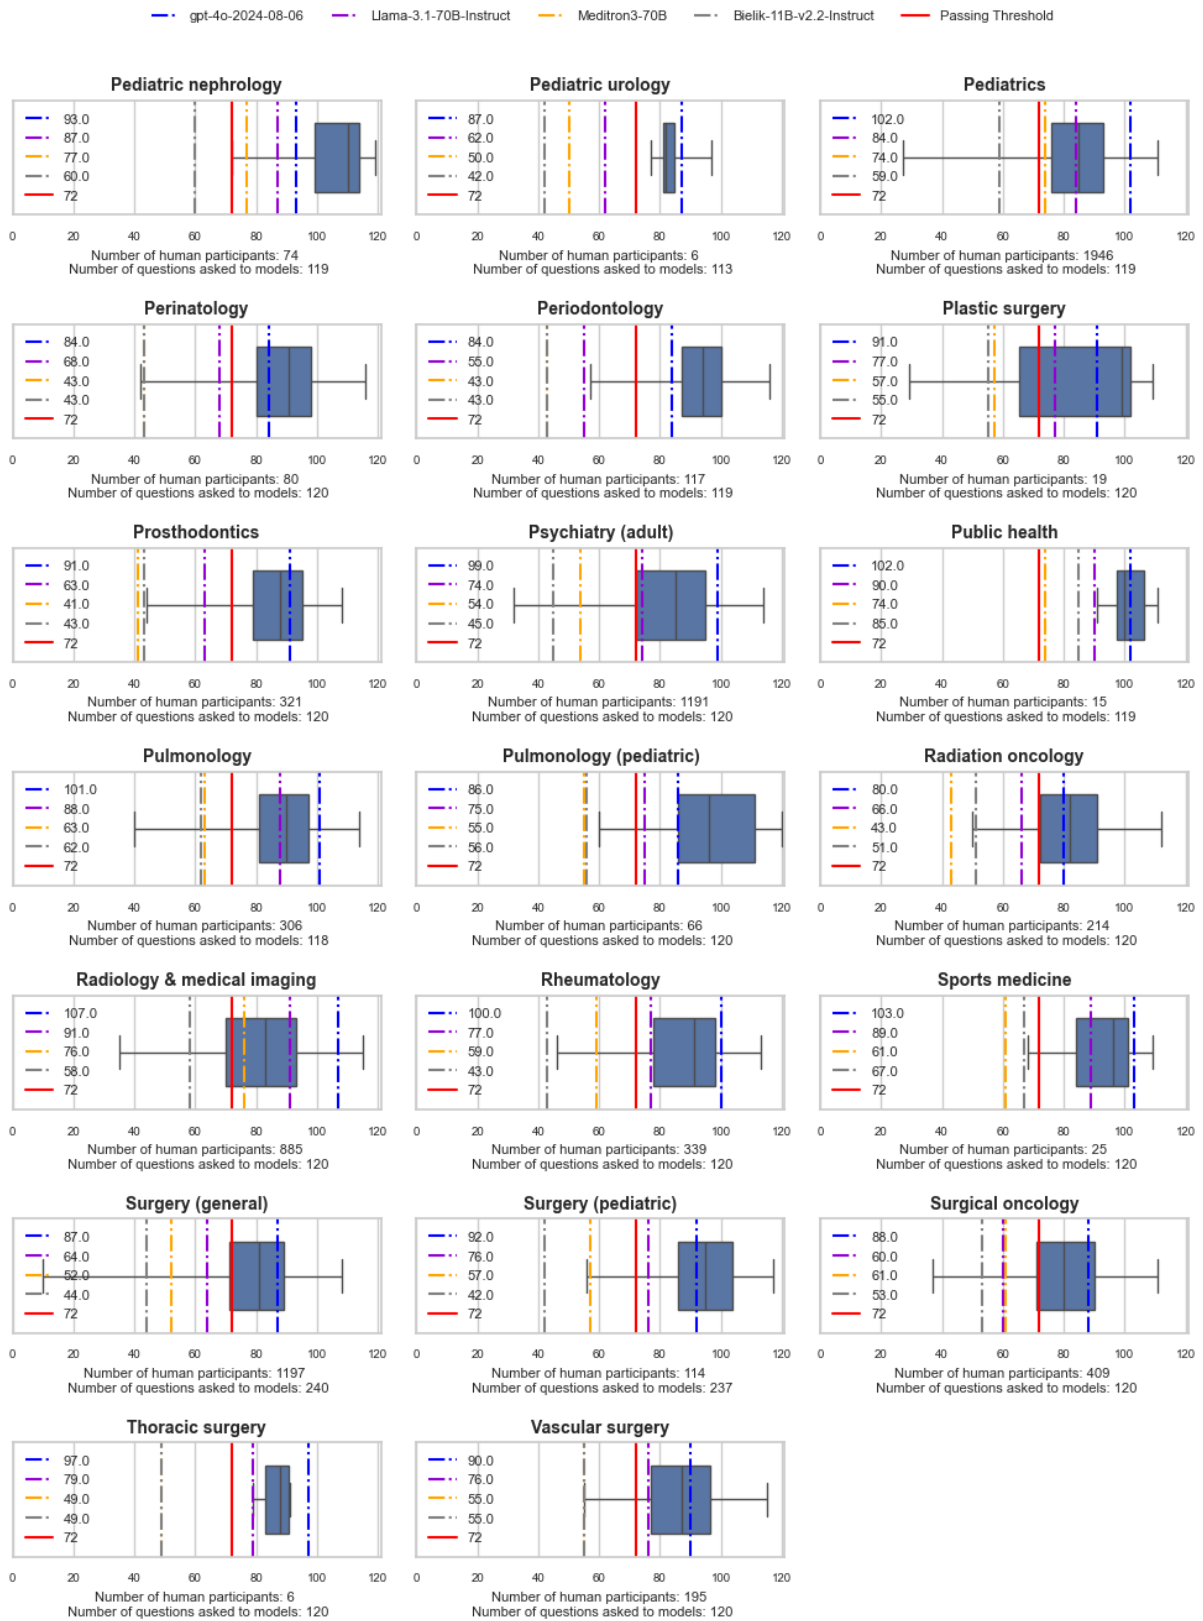 gpt-4o-2024-08-06 Llama-3.1-70B-Instruct Meditron3-70B Bielik-11B-v2.2-Instruct Passing Threshold
Pediatric nephrology
93.0
87.0
77.0
60.0
72
0 20 40 60 80 100 120
Number of human participants: 74
Number of questions asked to models: 119
Pediatric urology
87.0
62.0
50.0
42.0
72
0 20 40 60 80 100 120
Number of human participants: 6
Number of questions asked to models: 113
Pediatrics
102.0
84.0
74.0
59.0
72
0 20 40 60 80 100 120
Number of human participants: 1946
Number of questions asked to models: 119
Perinatology
84.0
68.0
43.0
43.0
72
0 20 40 60 80 100 120
Number of human participants: 80
Number of questions asked to models: 120
Periodontology
84.0
55.0
43.0
43.0
72
0 20 40 60 80 100 120
Number of human participants: 117
Number of questions asked to models: 119
Plastic surgery
91.0
77.0
57.0
55.0
72
0 20 40 60 80 100 120
Number of human participants: 19
Number of questions asked to models: 120
Prosthodontics
91.0
63.0
41.0
43.0
72
0 20 40 60 80 100 120
Number of human participants: 321
Number of questions asked to models: 120
Psychiatry (adult)
99.0
74.0
54.0
45.0
72
0 20 40 60 80 100 120
Number of human participants: 1191
Number of questions asked to models: 120
Public health
102.0
90.0
74.0
85.0
72
0 20 40 60 80 100 120
Number of human participants: 15
Number of questions asked to models: 119
Pulmonology
101.0
88.0
63.0
62.0
72
0 20 40 60 80 100 120
Number of human participants: 306
Number of questions asked to models: 118
Pulmonology (pediatric)
86.0
75.0
55.0
56.0
72
0 20 40 60 80 100 120
Number of human participants: 66
Number of questions asked to models: 120
Radiation oncology
80.0
66.0
43.0
51.0
72
0 20 40 60 80 100 120
Number of human participants: 214
Number of questions asked to models: 120
Radiology & medical imaging
107.0
91.0
76.0
58.0
72
0 20 40 60 80 100 120
Number of human participants: 885
Number of questions asked to models: 120
Rheumatology
100.0
77.0
59.0
43.0
72
0 20 40 60 80 100 120
Number of human participants: 339
Number of questions asked to models: 120
Sports medicine
103.0
89.0
61.0
67.0
72
0 20 40 60 80 100 120
Number of human participants: 25
Number of questions asked to models: 120
Surgery (general)
87.0
64.0
52.0
44.0
72
0 20 40 60 80 100 120
Number of human participants: 1197
Number of questions asked to models: 240
Surgery (pediatric)
92.0
76.0
57.0
42.0
72
0 20 40 60 80 100 120
Number of human participants: 114
Number of questions asked to models: 237
Surgical oncology
88.0
60.0
61.0
53.0
72
0 20 40 60 80 100 120
Number of human participants: 409
Number of questions asked to models: 120
Thoracic surgery
97.0
79.0
49.0
49.0
72
0 20 40 60 80 100 120
Number of human participants: 6
Number of questions asked to models: 120
Vascular surgery
90.0
76.0
55.0
55.0
72
0 20 40 60 80 100 120
Number of human participants: 195
Number of questions asked to models: 120